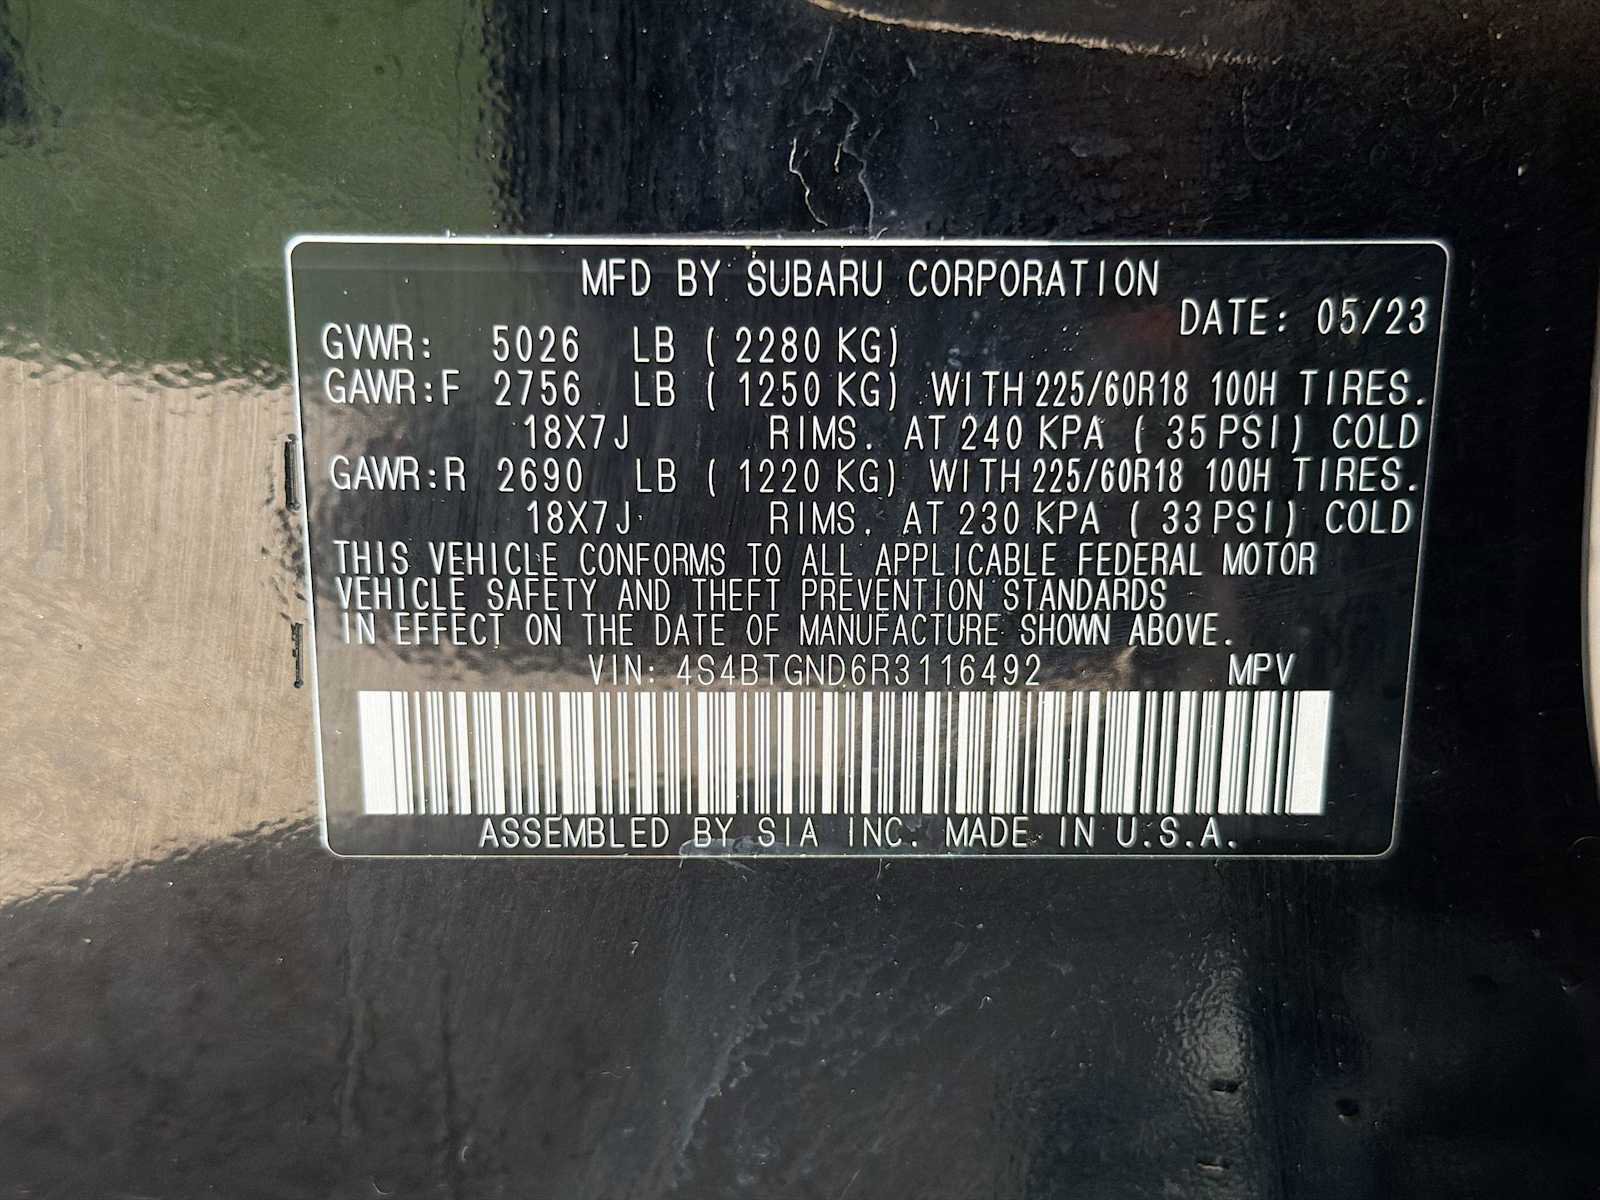 MFD BY SUBARU CORPORATION
DATE: 05/23
GVWR: 5026 LB ( 2280 KG)
GAWR:F 2756 LB ( 1250 KG) WITH 225/60R18 100H TIRES.
18X7J RIMS. AT 240 KPA ( 35 PSI) COLD
GAWR:R 2690 LB ( 1220 KG) WITH 225/60R18 100H TIRES.
18X7J RIMS. AT 230 KPA ( 33 PSI) COLD
THIS VEHICLE CONFORMS TO ALL APPLICABLE FEDERAL MOTOR
VEHICLE SAFETY AND THEFT PREVENTION STANDARDS
IN EFFECT ON THE DATE OF MANUFACTURE SHOWN ABOVE.
VIN: 4S4BTGND6R3116492 MPV
ASSEMBLED BY SIA INC. MADE IN U.S.A.